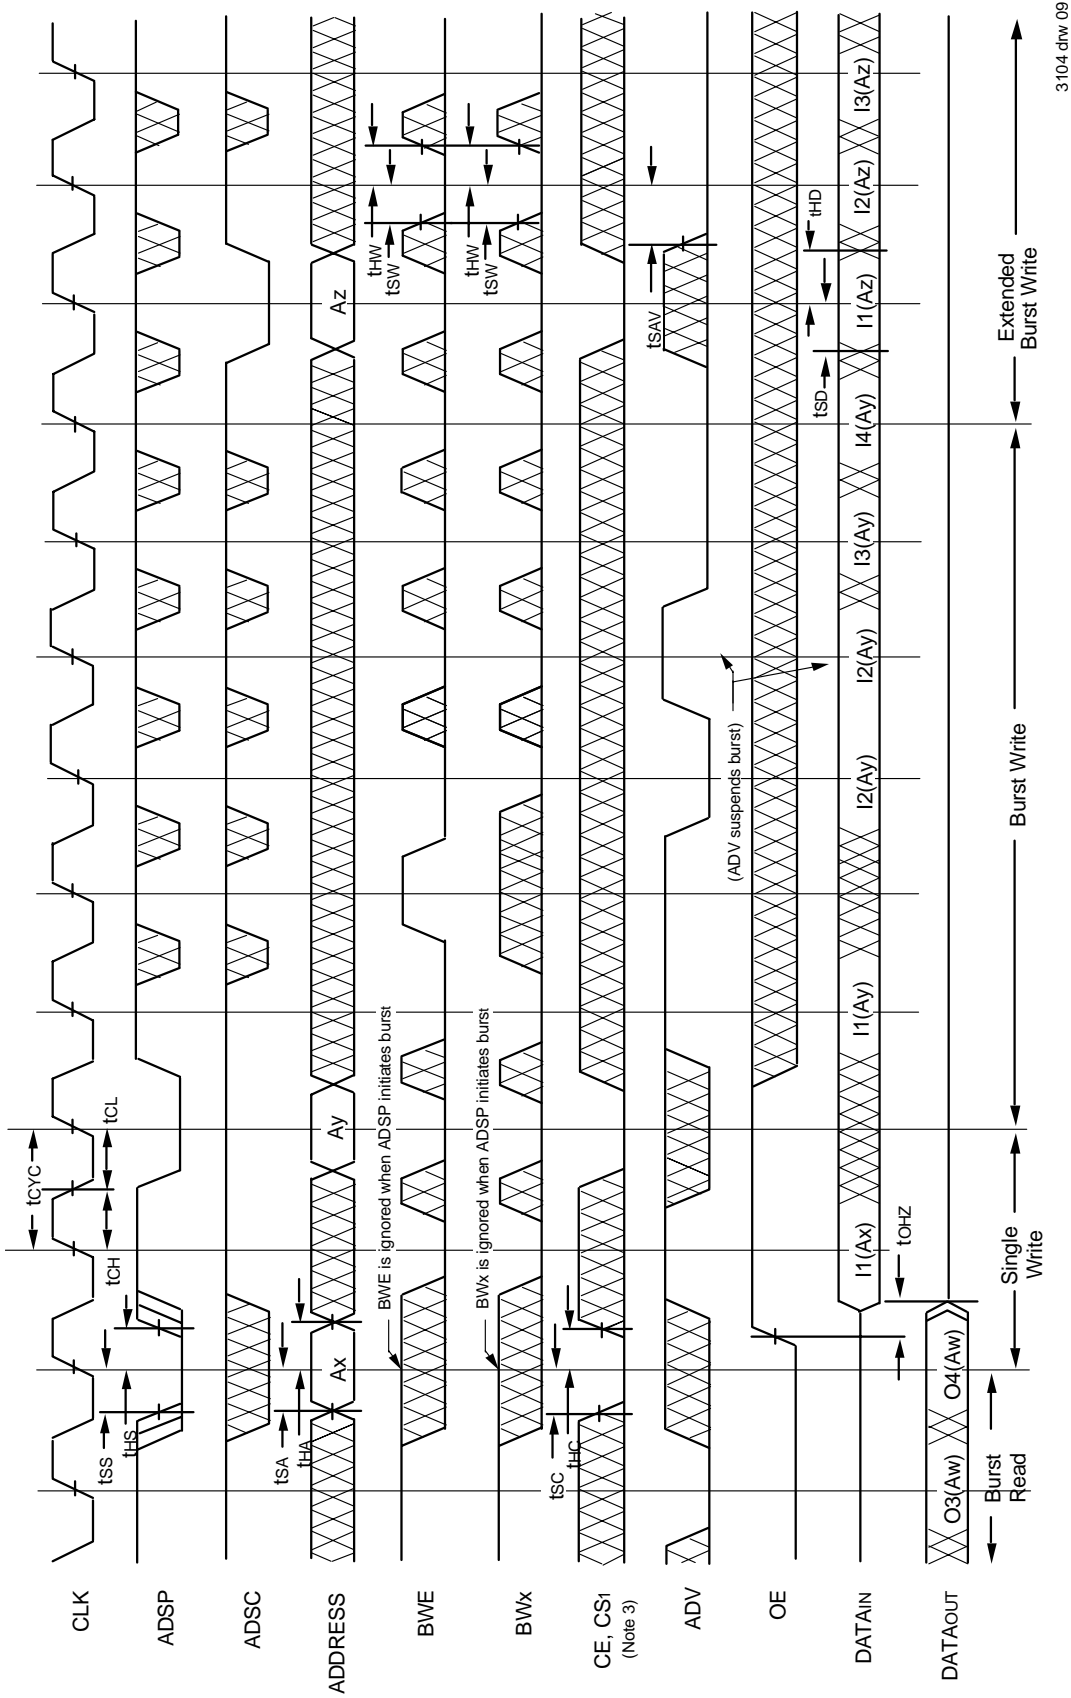 CLK
ADSP
ADSC
ADDRESS
BWE
BWx
CE, CS1
(Note 3)
ADV
OE
DATAIN
DATAOUT
tCYC
tCH
tCL
tSS
tHS
tSA
tHA
Ax
Ay
Az
BWE is ignored when ADSP initiates burst
tHW
tSW
BWx is ignored when ADSP initiates burst
tHW
tSW
tSC
tHC
tSAV
(ADV suspends burst)
tOHZ
tSD
tHD
I1(Ax)
I1(Ay)
I2(Ay)
I2(Ay)
I3(Ay)
I4(Ay)
I1(Az)
I2(Az)
I3(Az)
O3(Aw)
O4(Aw)
Burst
Read
Single
Write
Burst Write
Extended
Burst Write
3104 drw 09